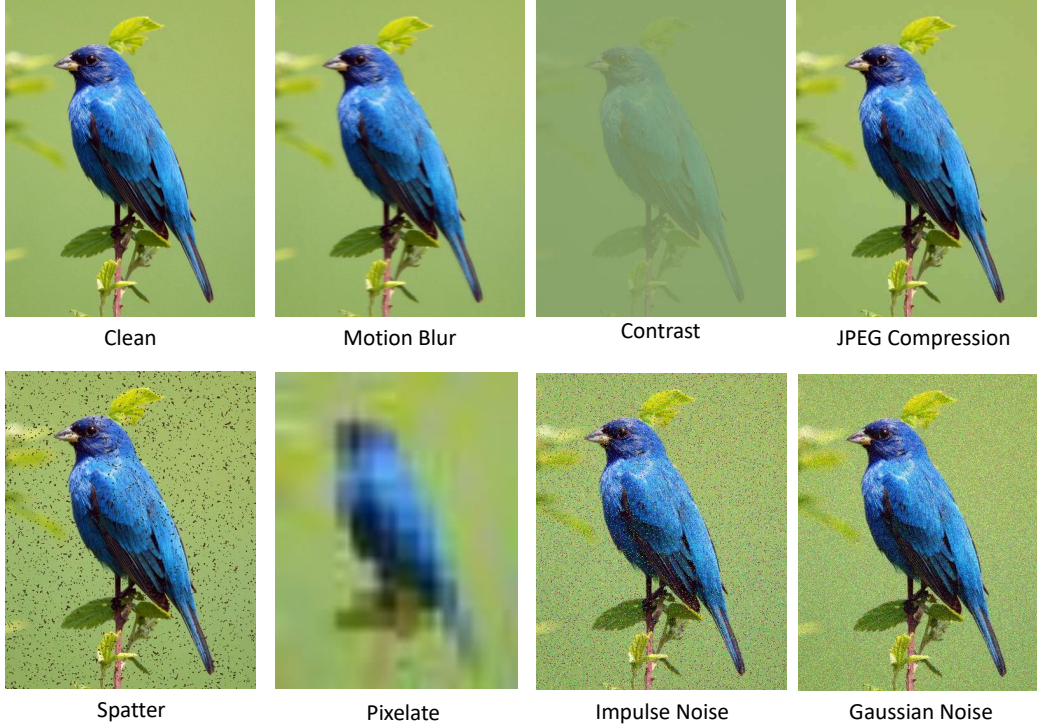 Clean
Motion Blur
Contrast
JPEG Compression
Spatter
Pixelate
Impulse Noise
Gaussian Noise